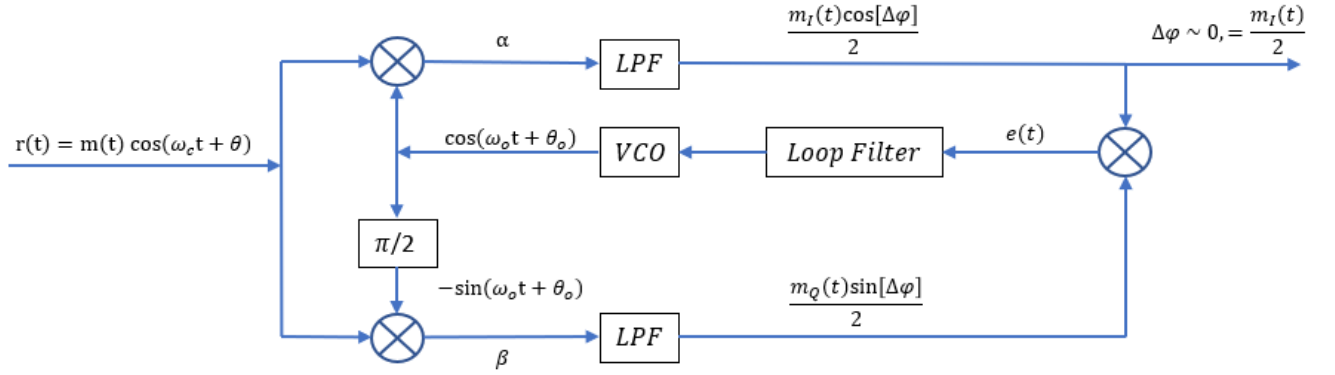 α
LPF
m_I(t)cos[Δφ]
2
Δφ ~ 0, = m_I(t)
2
r(t) = m(t) cos(ω_c t + θ)
cos(ω_o t + θ_o)
VCO
Loop Filter
e(t)
π/2
−sin(ω_o t + θ_o)
β
LPF
m_Q(t)sin[Δφ]
2